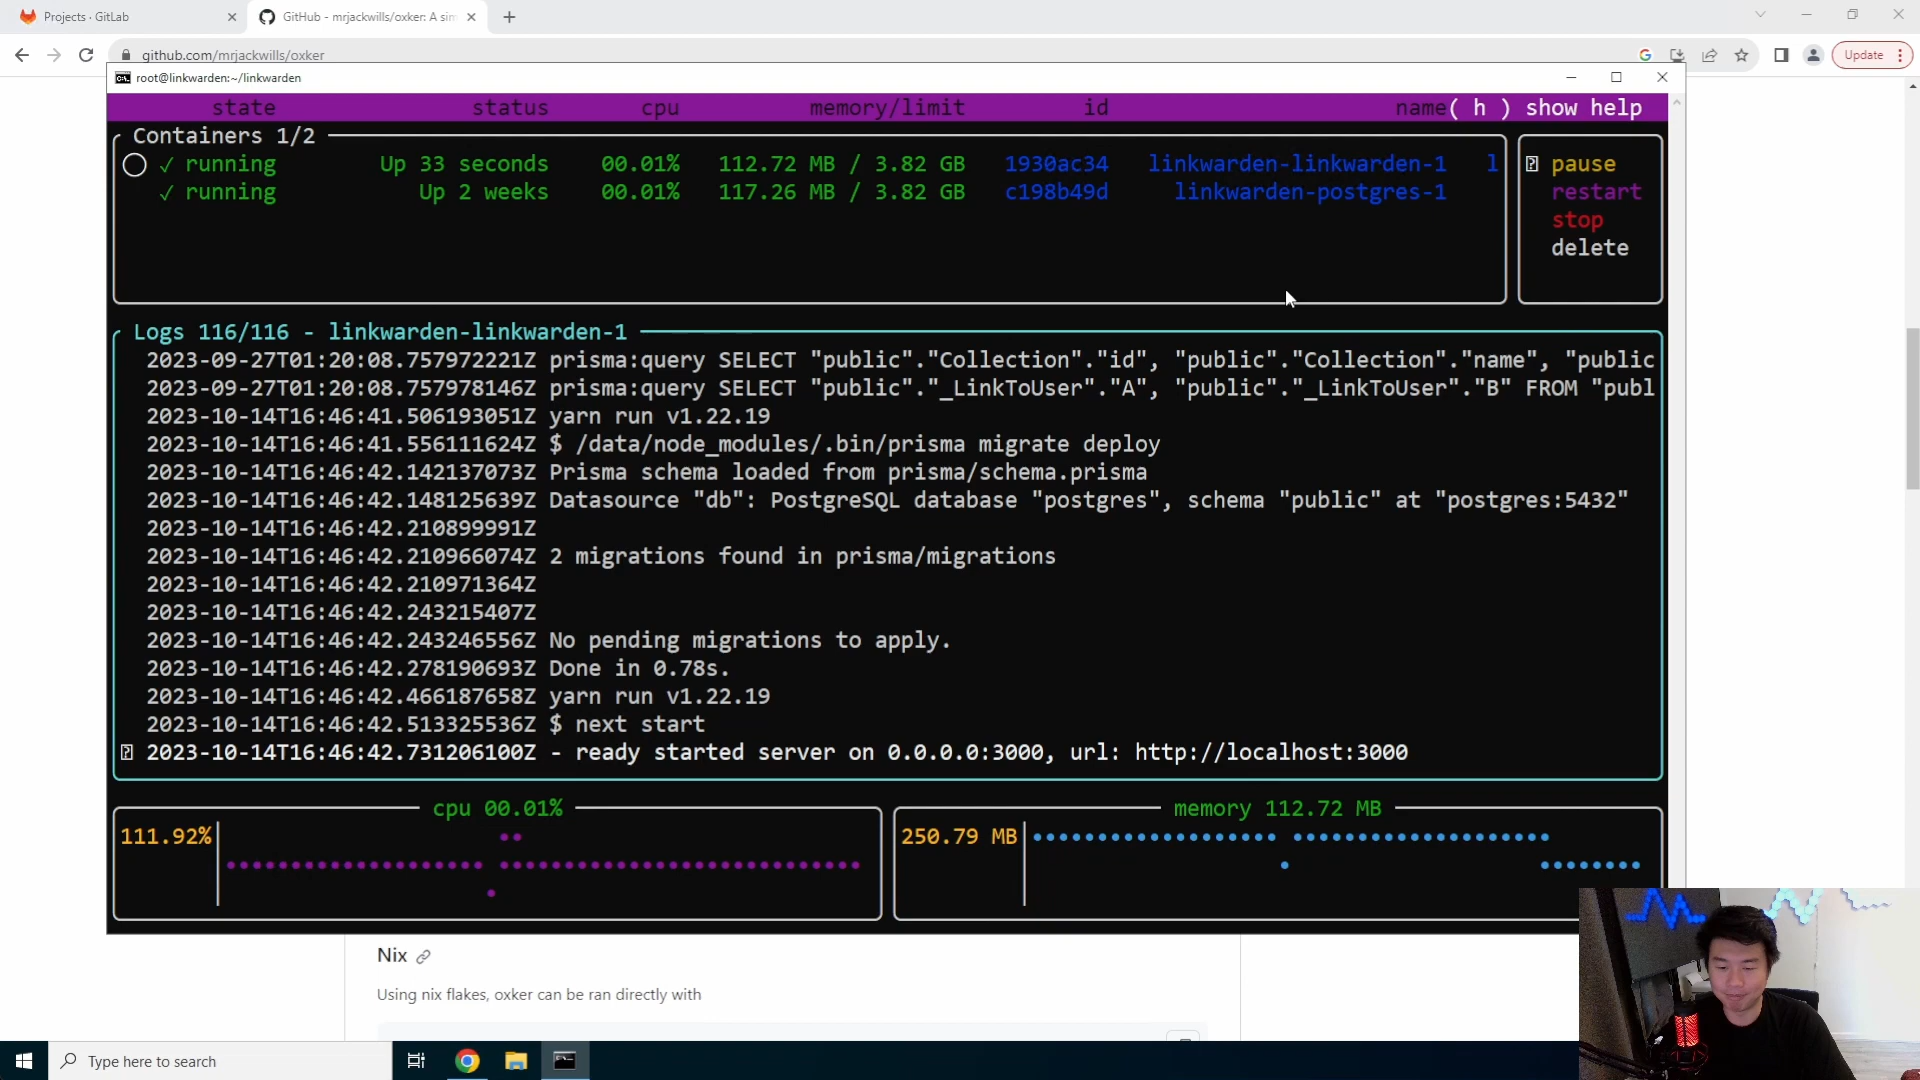 Projects · GitLab
GitHub - mrjackwills/oxker: A sim
github.com/mrjackwills/oxker
Update
root@linkwarden:~/linkwarden
state status cpu memory/limit id name( h ) show help
Containers 1/2
✓ running Up 33 seconds 00.01% 112.72 MB / 3.82 GB 1930ac34 linkwarden-linkwarden-1 l
✓ running Up 2 weeks 00.01% 117.26 MB / 3.82 GB c198b49d linkwarden-postgres-1
pause
restart
stop
delete
Logs 116/116 - linkwarden-linkwarden-1
2023-09-27T01:20:08.757972221Z prisma:query SELECT "public"."Collection"."id", "public"."Collection"."name", "public
2023-09-27T01:20:08.757978146Z prisma:query SELECT "public"."_LinkToUser"."A", "public"."_LinkToUser"."B" FROM "publ
2023-10-14T16:46:41.506193051Z yarn run v1.22.19
2023-10-14T16:46:41.556111624Z $ /data/node_modules/.bin/prisma migrate deploy
2023-10-14T16:46:42.142137073Z Prisma schema loaded from prisma/schema.prisma
2023-10-14T16:46:42.148125639Z Datasource "db": PostgreSQL database "postgres", schema "public" at "postgres:5432"
2023-10-14T16:46:42.210899991Z
2023-10-14T16:46:42.210966074Z 2 migrations found in prisma/migrations
2023-10-14T16:46:42.210971364Z
2023-10-14T16:46:42.243215407Z
2023-10-14T16:46:42.243246556Z No pending migrations to apply.
2023-10-14T16:46:42.278190693Z Done in 0.78s.
2023-10-14T16:46:42.466187658Z yarn run v1.22.19
2023-10-14T16:46:42.513325536Z $ next start
2023-10-14T16:46:42.731206100Z - ready started server on 0.0.0.0:3000, url: http://localhost:3000
cpu 00.01%
111.92%
memory 112.72 MB
250.79 MB
Nix
Using nix flakes, oxker can be ran directly with
Type here to search